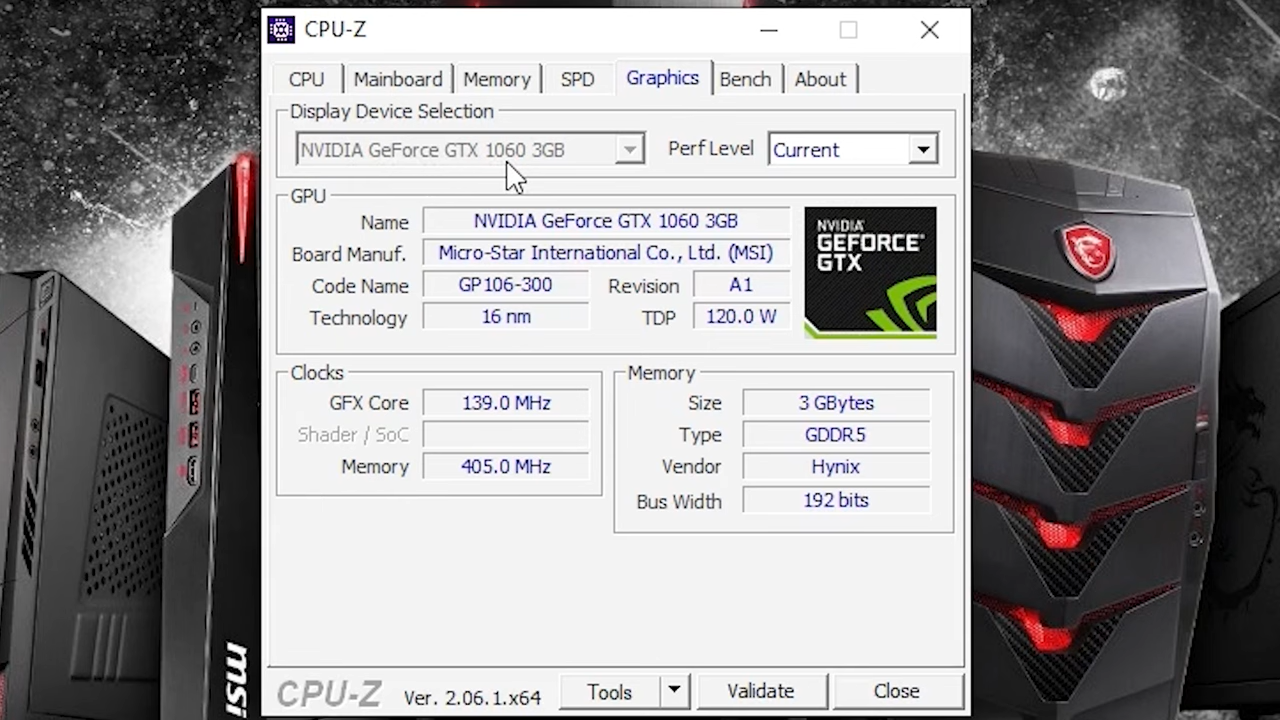 CPU-Z
CPU Mainboard Memory SPD Graphics Bench About
Display Device Selection
NVIDIA GeForce GTX 1060 3GB Perf Level Current
GPU
Name NVIDIA GeForce GTX 1060 3GB
Board Manuf. Micro-Star International Co., Ltd. (MSI)
Code Name GP106-300 Revision A1
Technology 16 nm TDP 120.0 W
NVIDIA
GEFORCE
GTX
Clocks
GFX Core 139.0 MHz
Shader / SoC
Memory 405.0 MHz
Memory
Size 3 GBytes
Type GDDR5
Vendor Hynix
Bus Width 192 bits
CPU-Z Ver. 2.06.1.x64 Tools Validate Close
msi